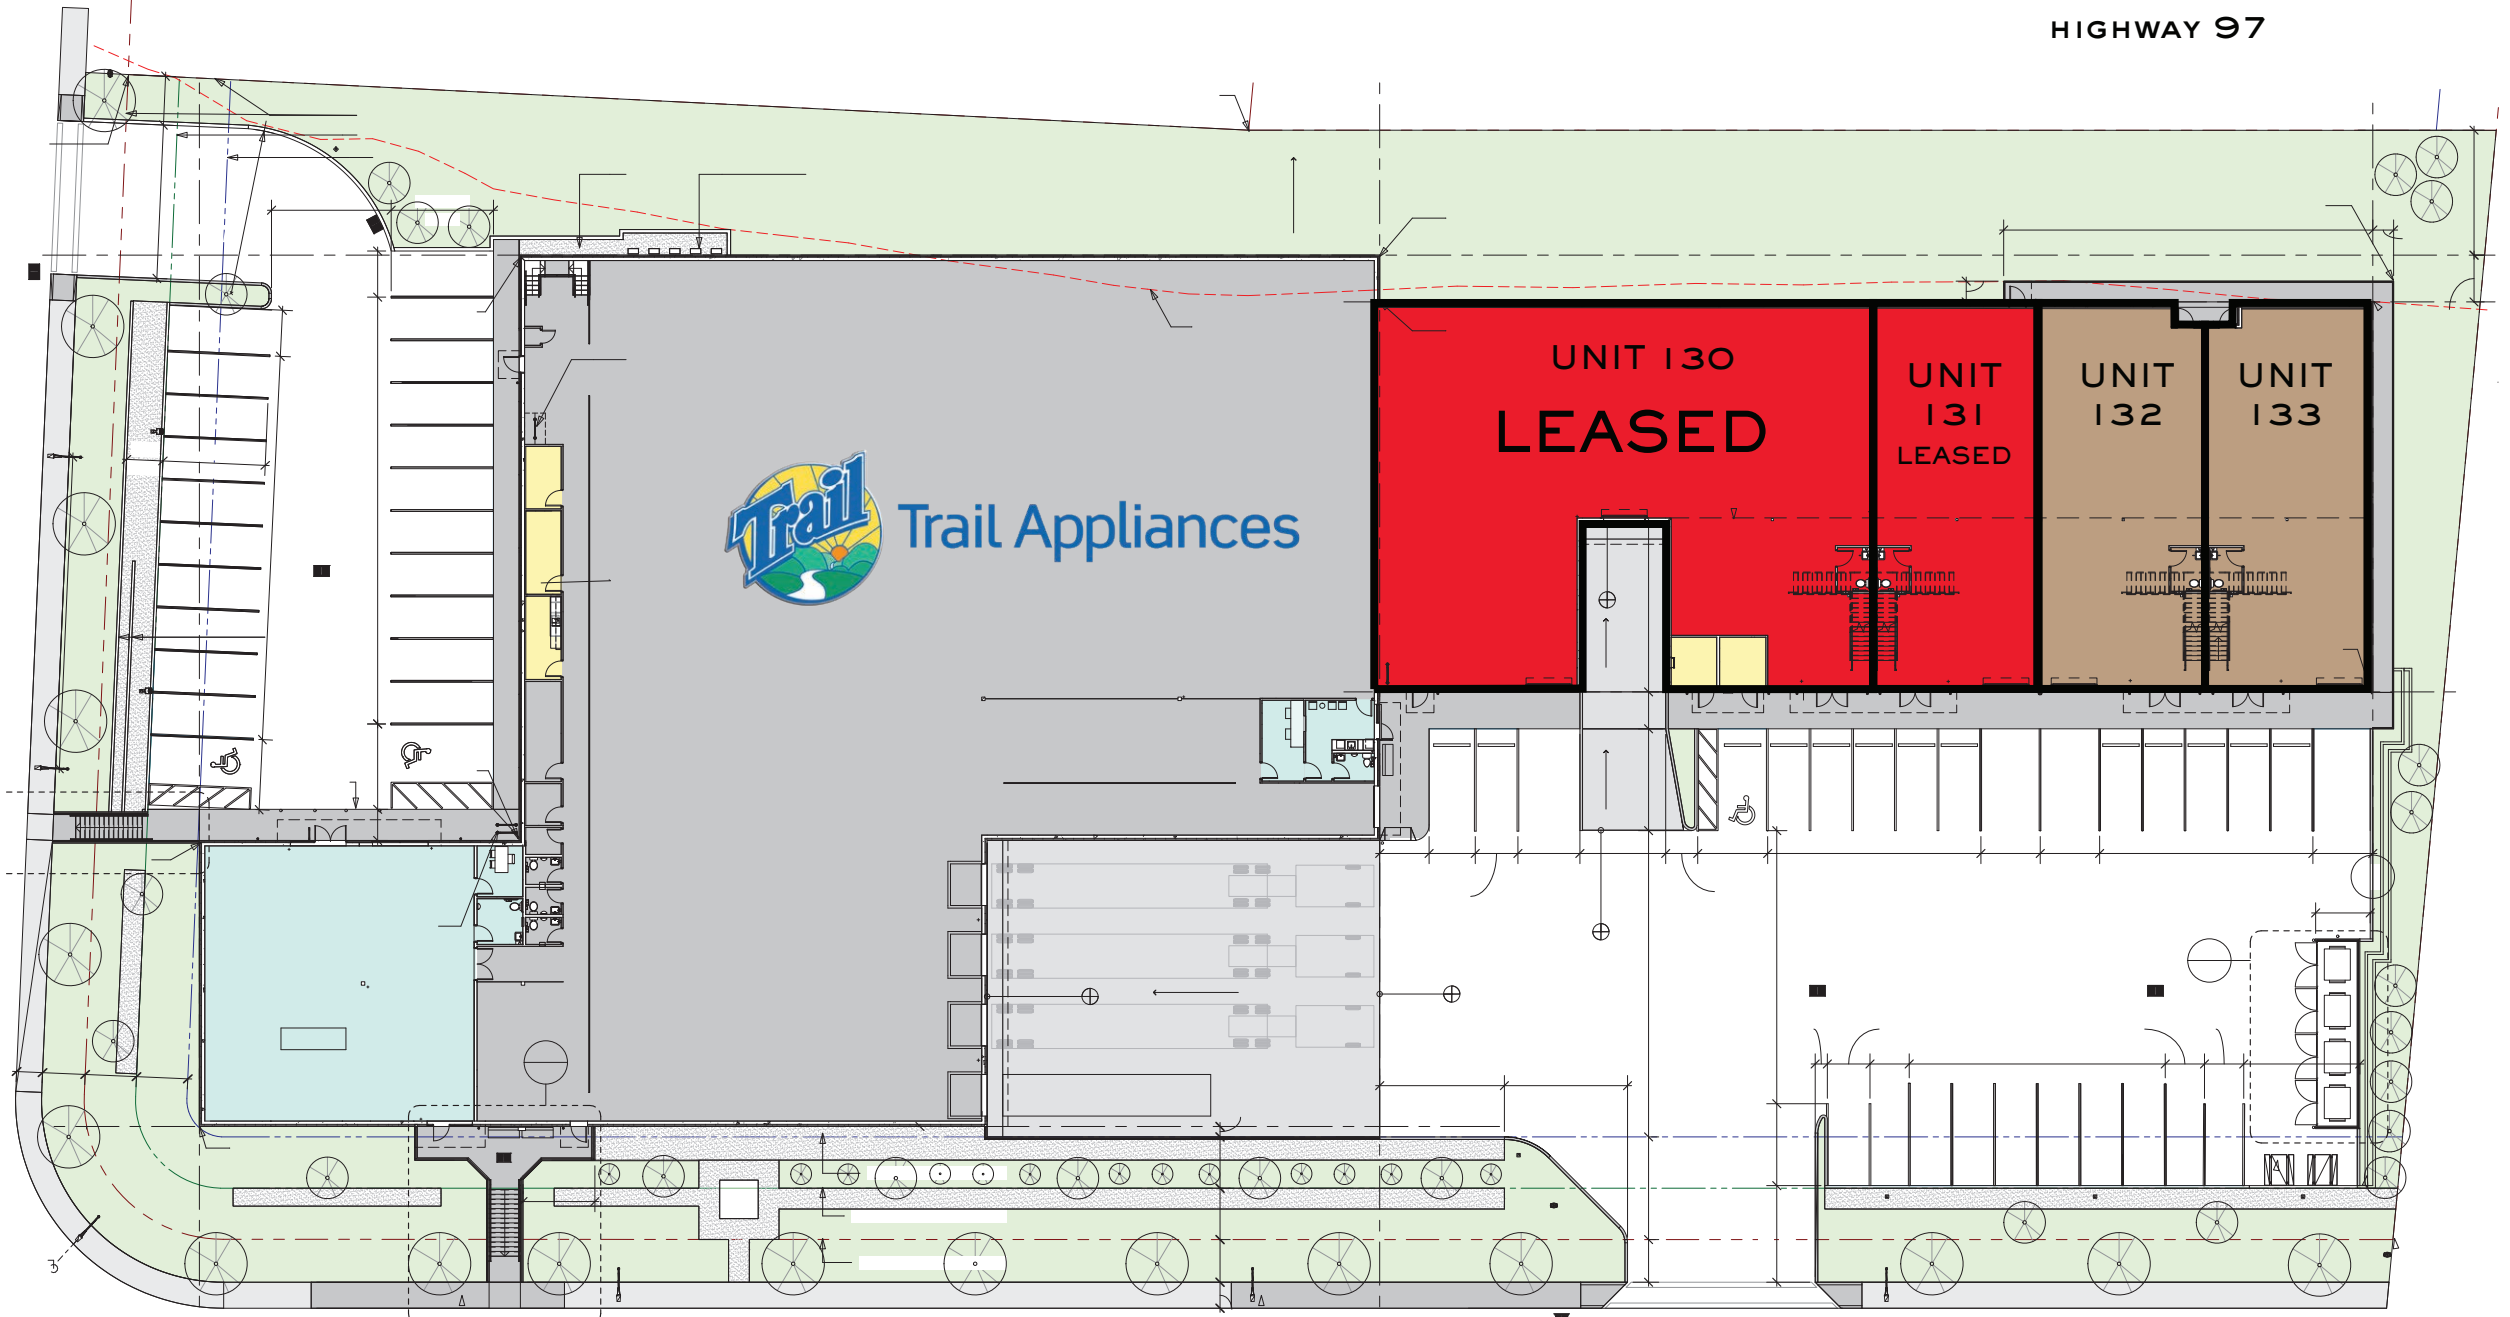 HIGHWAY 97
UNIT 130
LEASED
UNIT
131
LEASED
UNIT
132
UNIT
133
Trail
Trail Appliances